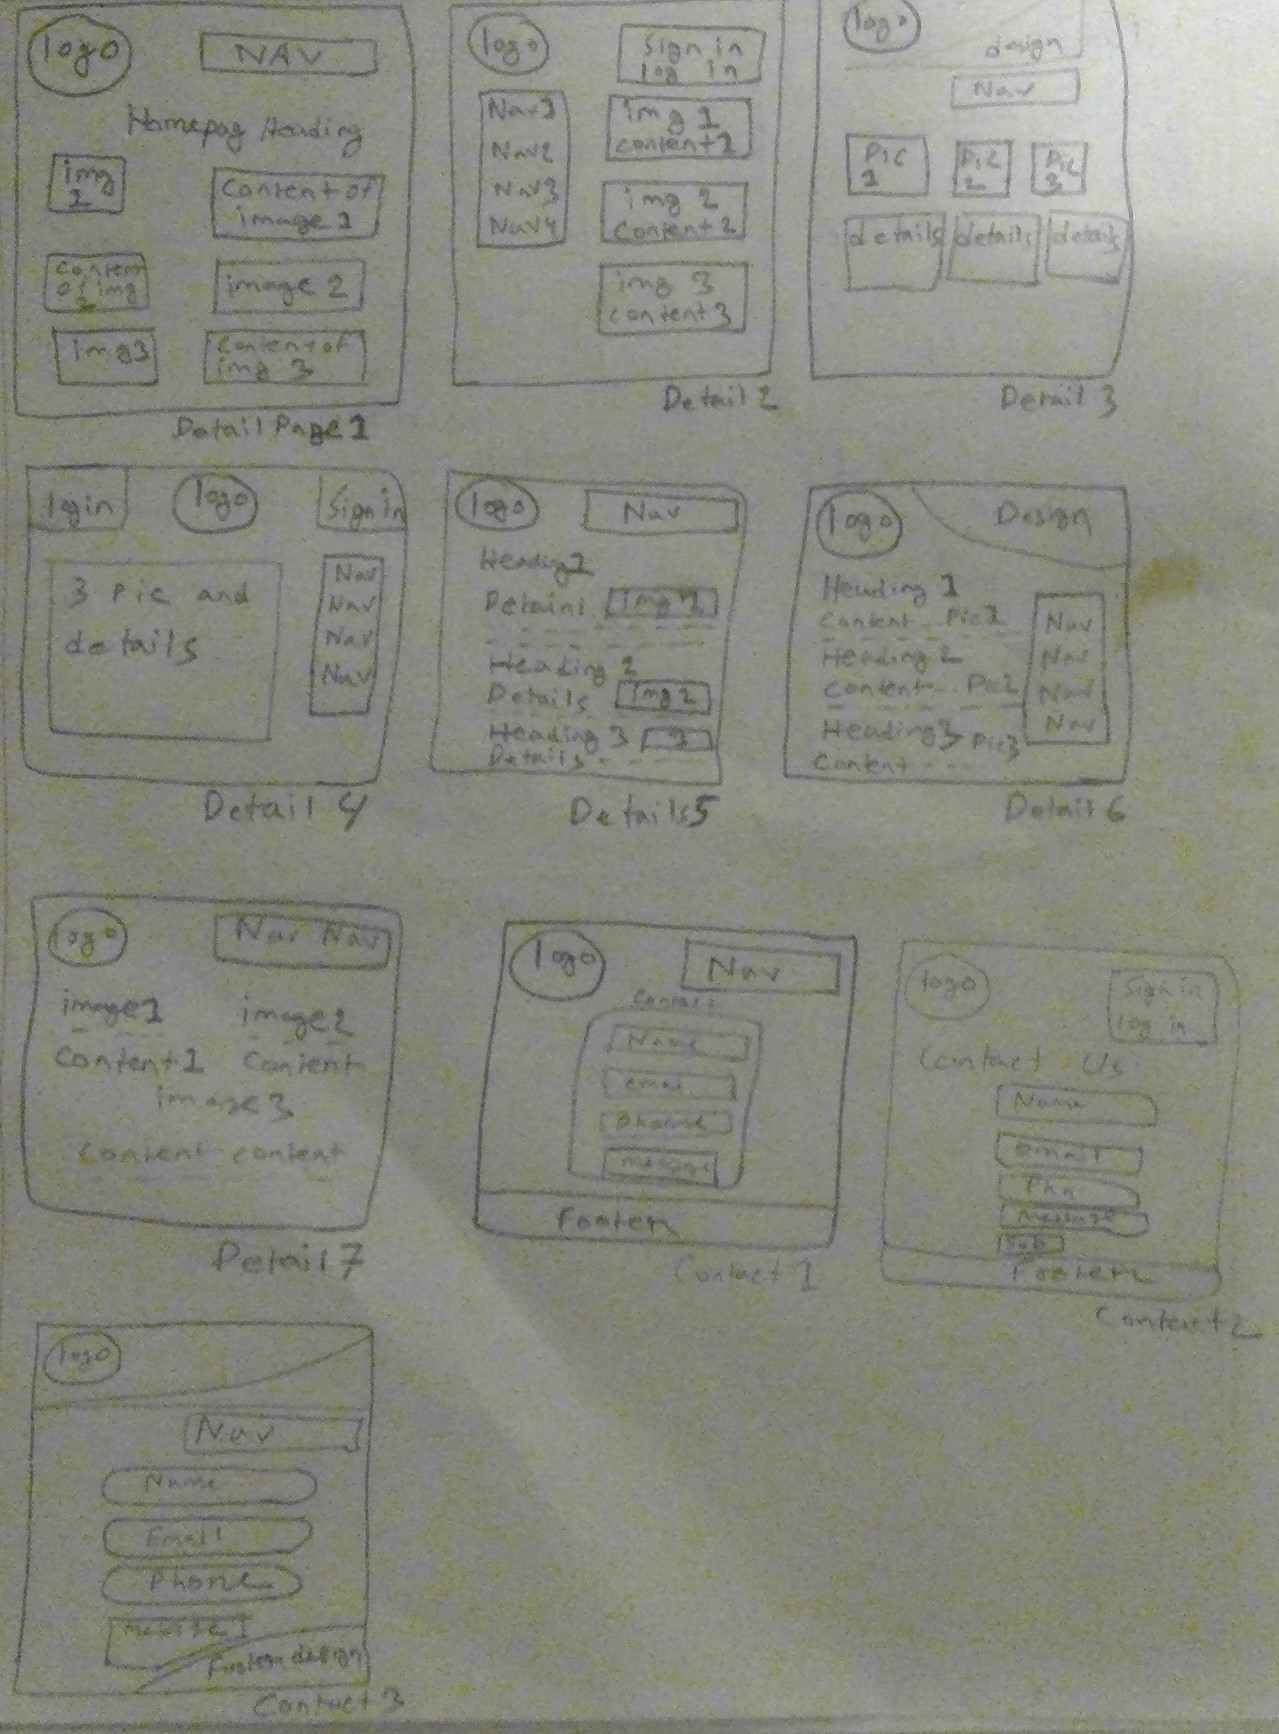 logo
NAV
Homepag Heading
img
1
Content of
image 1
Content
of img
2
image 2
img3
Content of
img 3
Detail Page 1
logo
Sign in
log in
Nav1
Nav2
Nav3
Nav4
img 1
content 1
img 2
Content 2
img 3
content 3
Detail 2
logo
design
Nav
Pic
1
Pic
2
Pic
3
details
details
details
Detail 3
login
logo
Sign in
3 Pic and
details
Nav
Nav
Nav
Nav
Detail 4
logo
Nav
Heading 1
img 1
Heading 2
Details img 2
Heading 3 3
Details
Details 5
logo
Design
Heading 1
Content Pic1
Heading 2
Content Pic2
Heading3 Pic3
Content
Nav
Nav
Nav
Nav
Detail 6
logo
Nav Nav
image1 image2
Content 1 Content
image 3
Content content
Detail 7
logo
Nav
Name
email
message
Footer
Contact 1
logo
Sign in
log in
Contact Us
Name
email
Phn
message
Sub
Footer
Contact 2
logo
Nav
Name
Email
Phone
message
Footer design
Contact 3